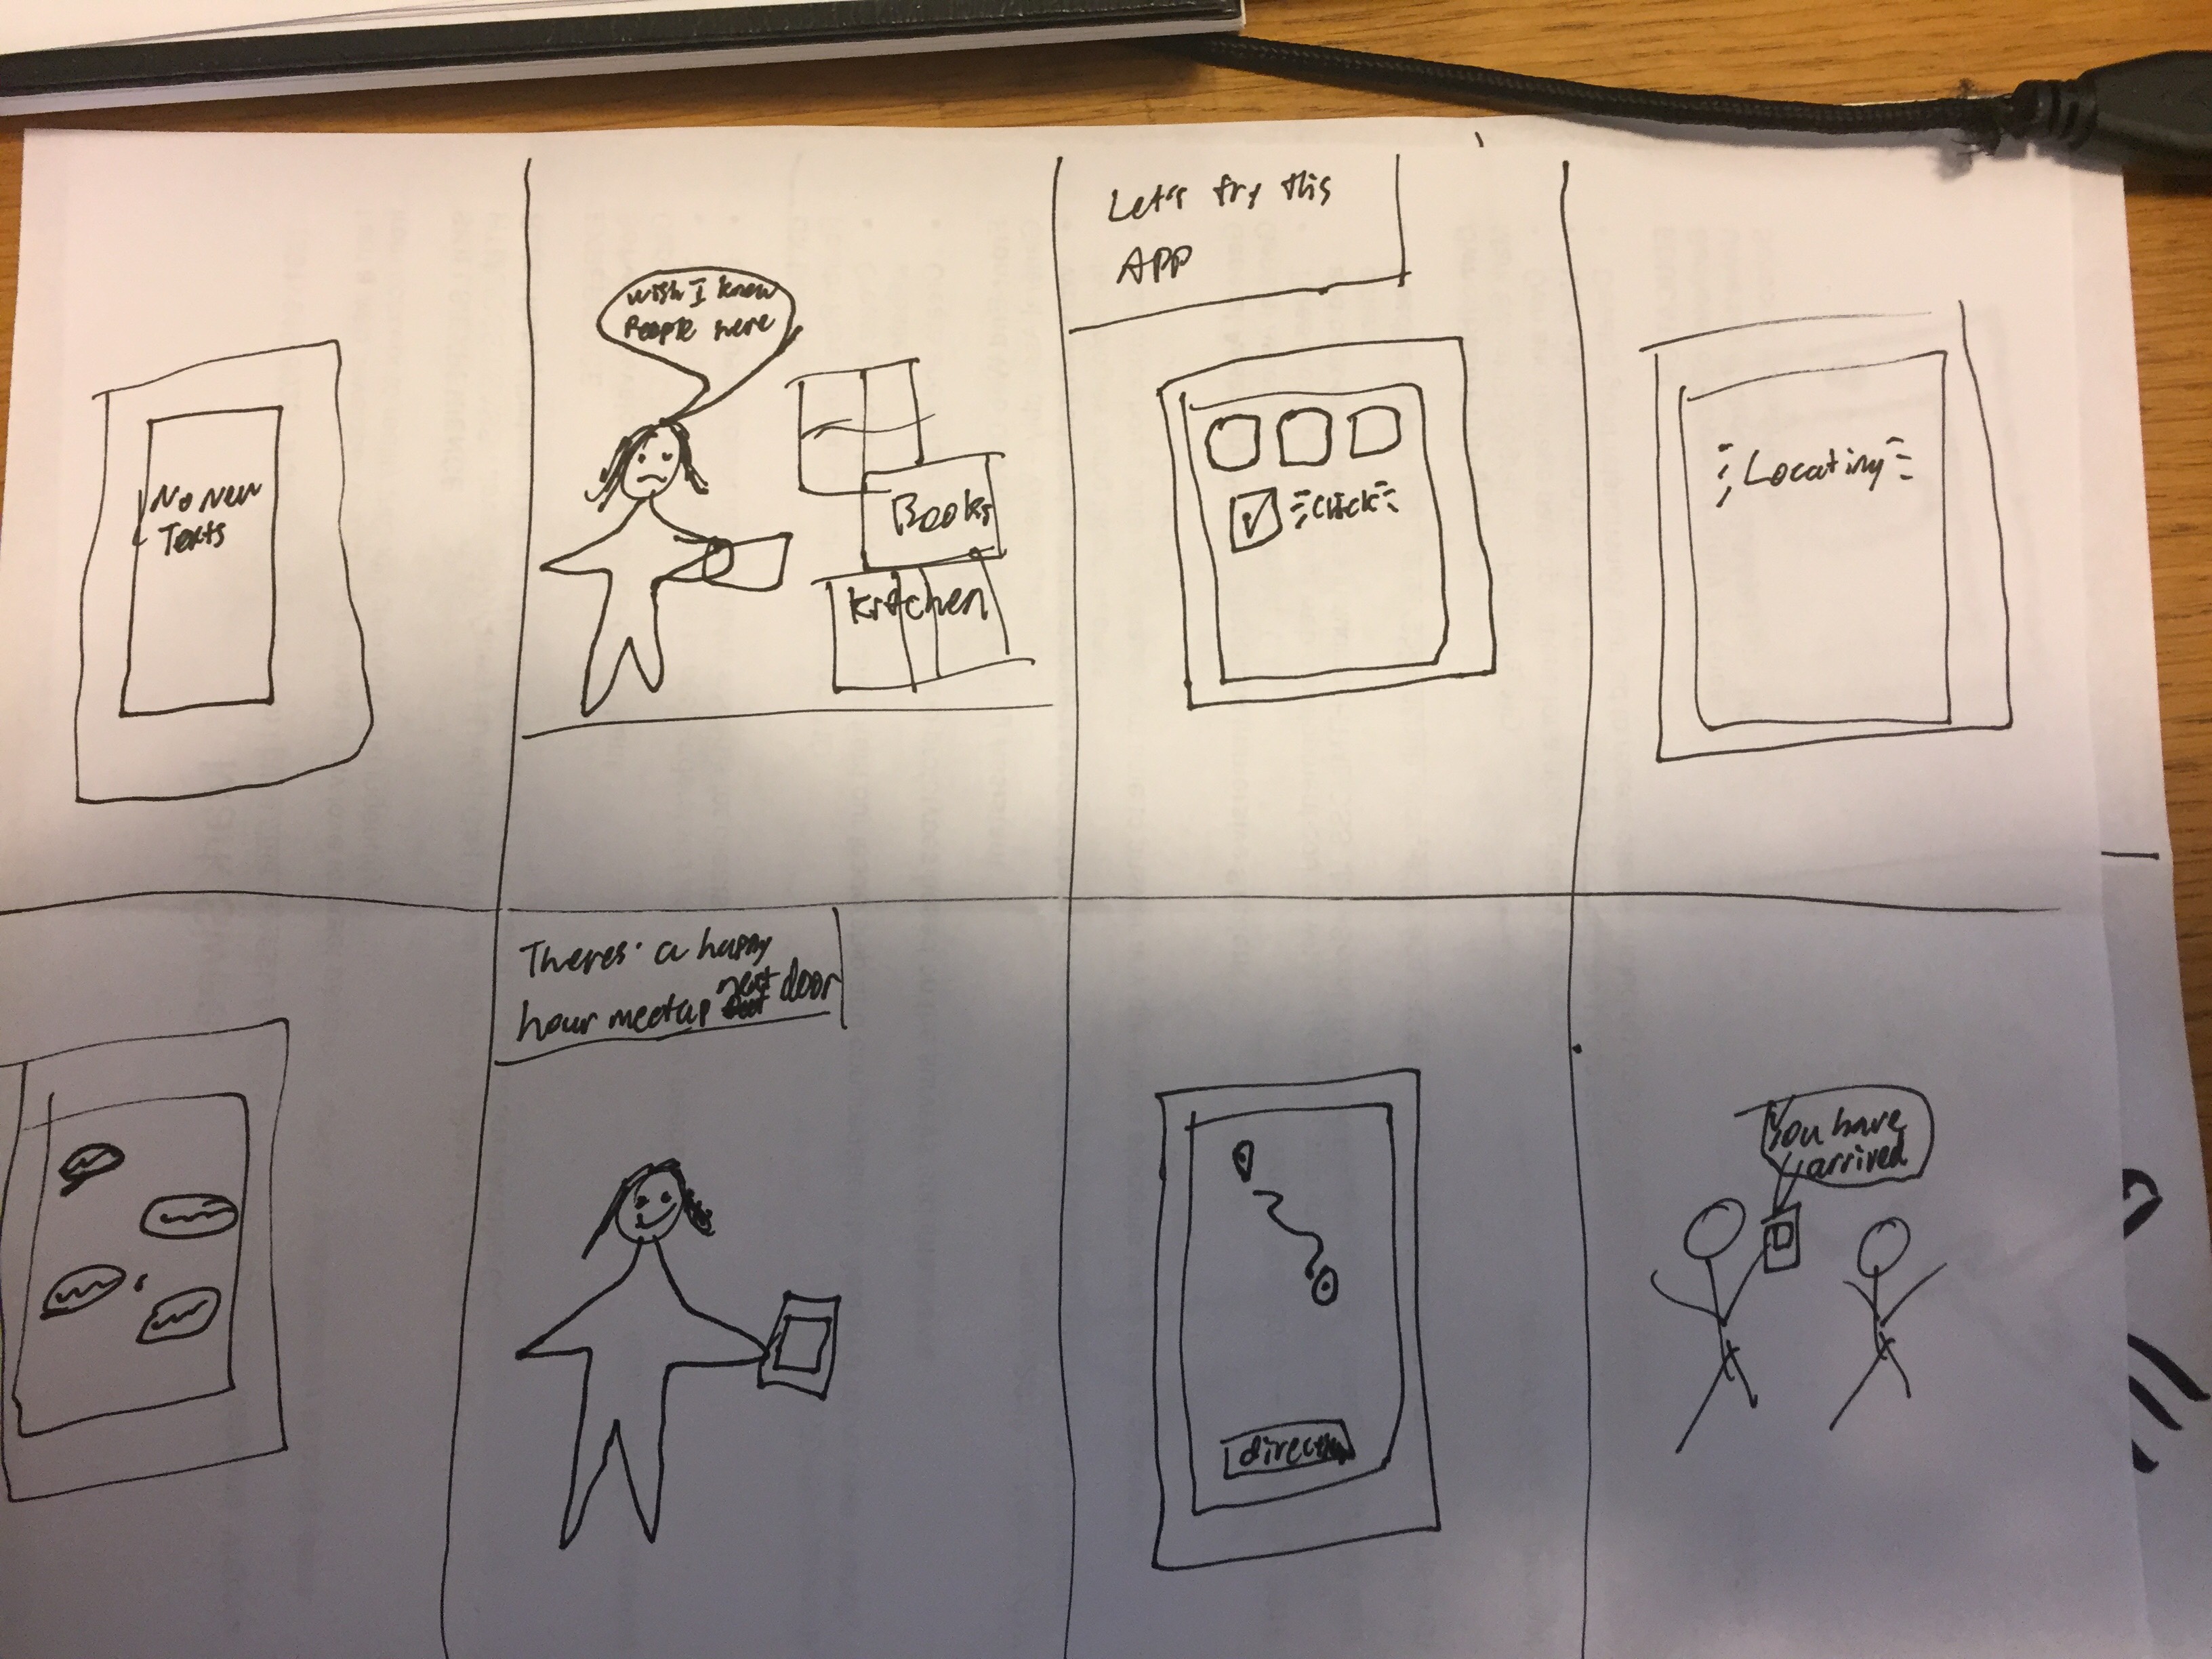 No New
Texts
Wish I knew
People here
Books
Kitchen
Let's try this
APP
CLICK
Locating
Theres' a happy
hour meetup next door
direction
You have
arrived